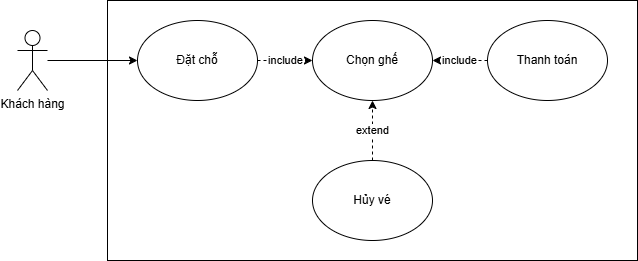 Đặt chỗ
include
Chọn ghế
include
Thanh toán
Khách hàng
extend
Hủy vé